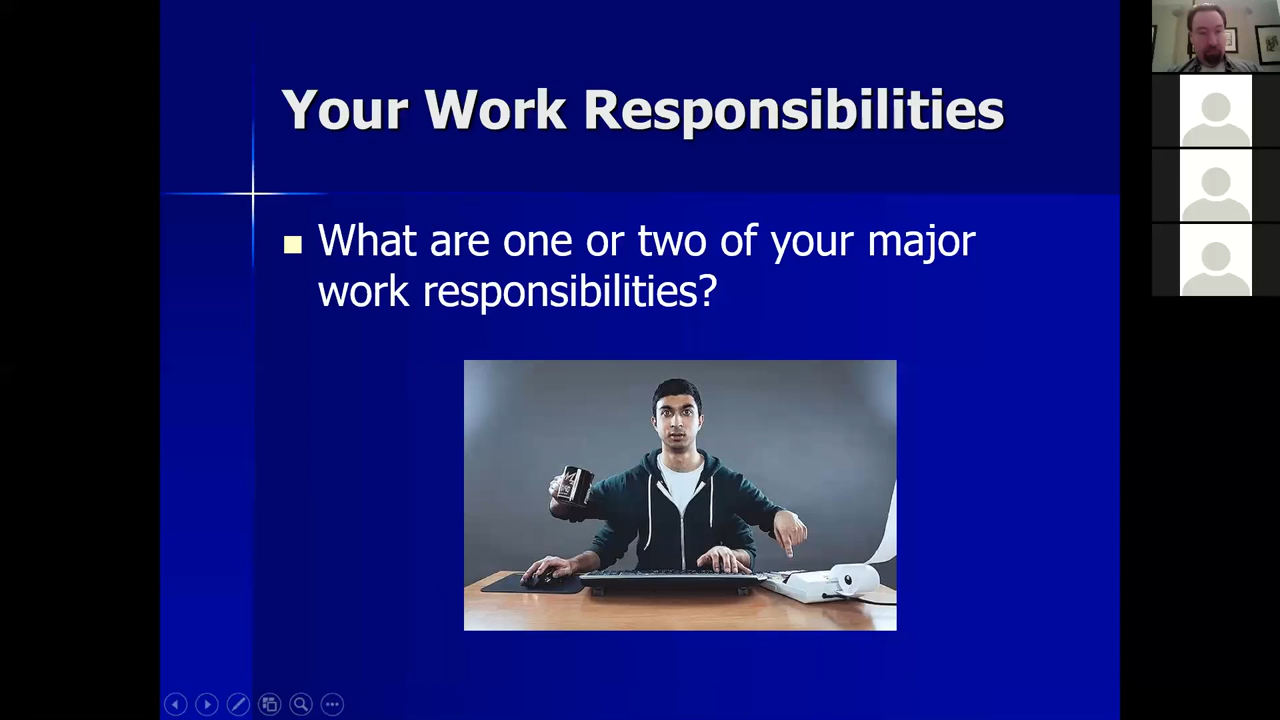 Your Work Responsibilities
What are one or two of your major
work responsibilities?